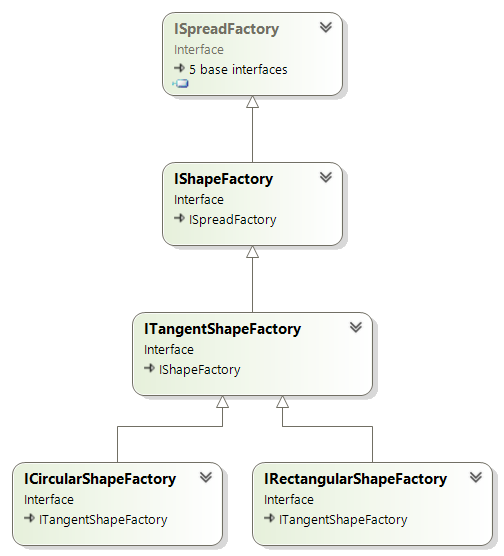 ISpreadFactory
Interface
5 base interfaces
IShapeFactory
Interface
ISpreadFactory
ITangentShapeFactory
Interface
IShapeFactory
ICircularShapeFactory
Interface
ITangentShapeFactory
IRectangularShapeFactory
Interface
ITangentShapeFactory